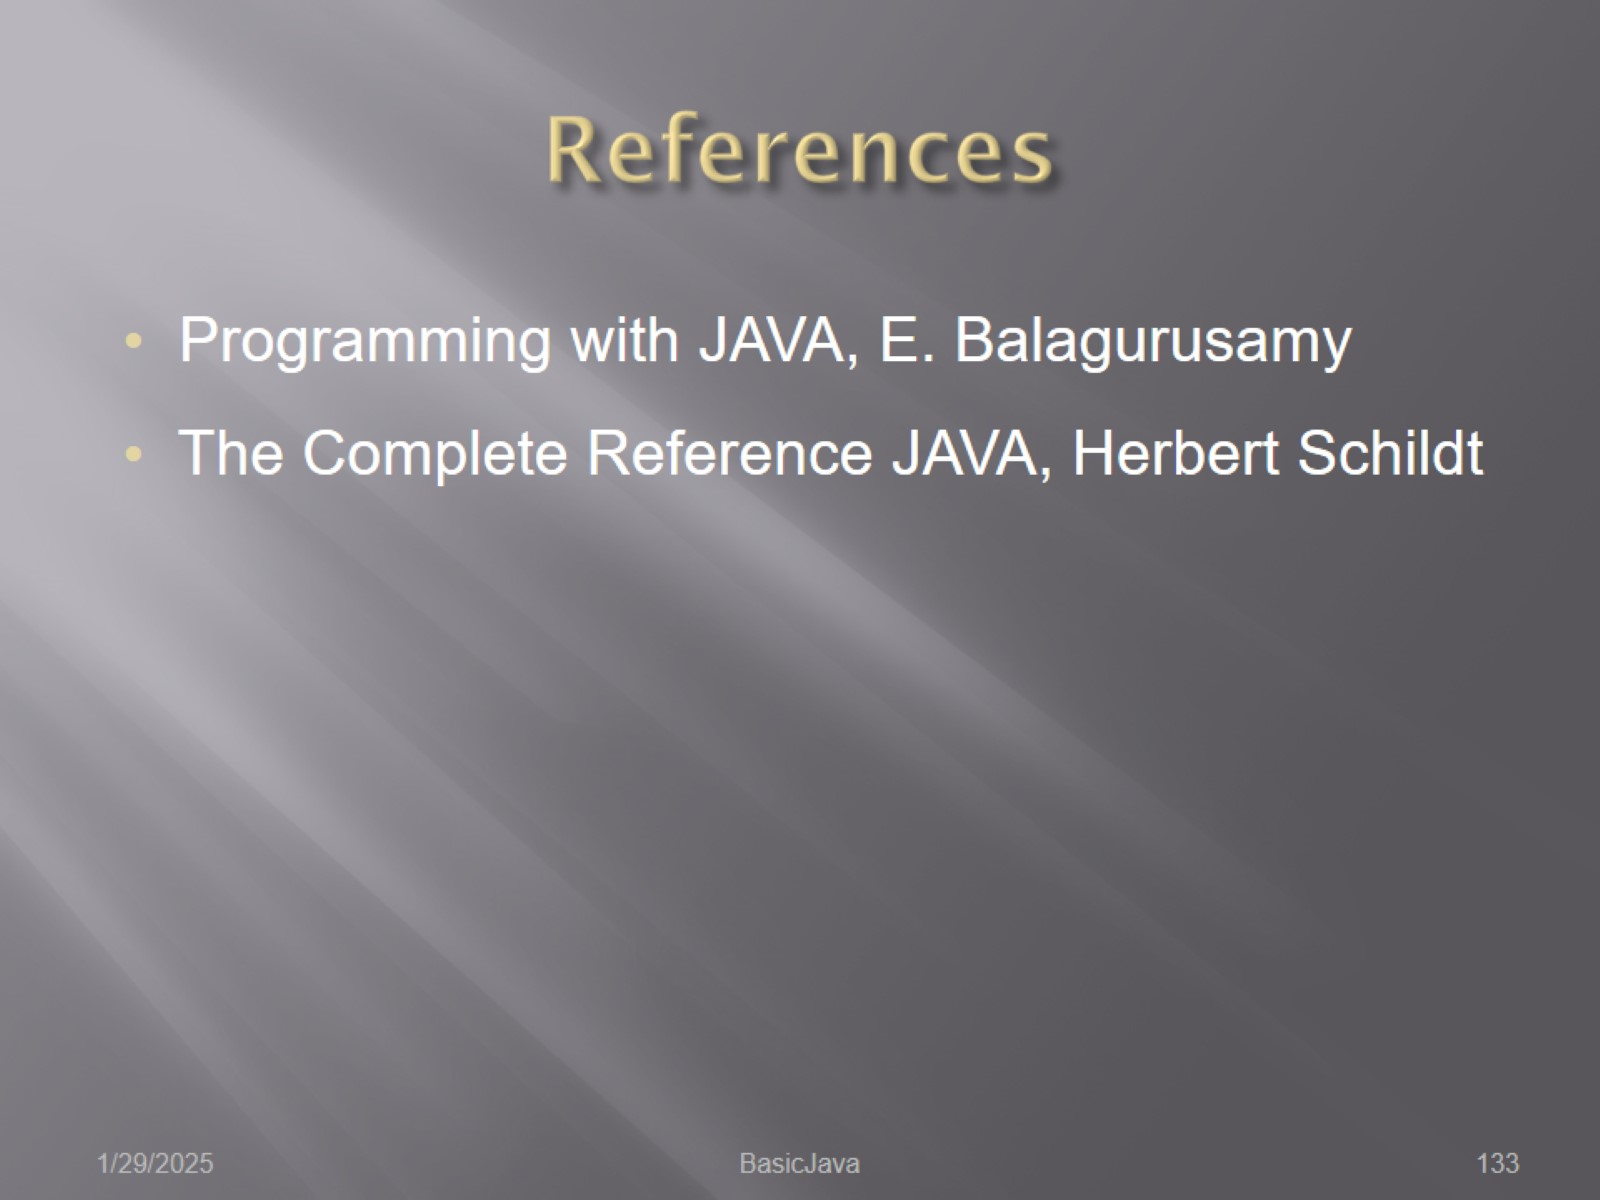 References
• Programming with JAVA, E. Balagurusamy
• The Complete Reference JAVA, Herbert Schildt
1/29/2025 BasicJava 133